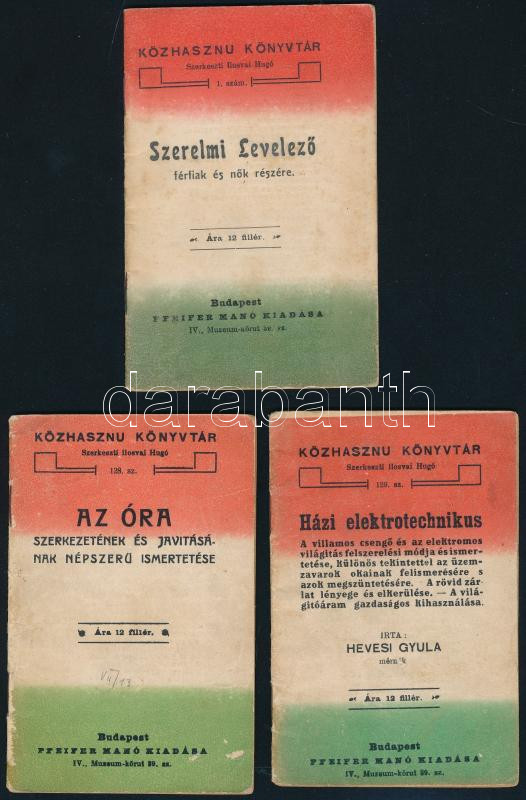 KÖZHASZNU KÖNYVTÁR
Szerkeszti Ilosvai Hugó
1. szám.
Szerelmi Levelező
férfiak és nők részére.
Ára 12 fillér.
Budapest
PFEIFER MANÓ KIADÁSA
IV., Muzeum-körut
darabanth
KÖZHASZNU KÖNYVTÁR
Szerkeszti Ilosvai Hugó
128. sz.
AZ ÓRA
SZERKEZETÉNEK ÉS JAVITÁSÁ-
NAK NÉPSZERŰ ISMERTETÉSE
Ára 12 fillér.
VII/13
Budapest
PFEIFER MANÓ KIADÁSA
IV., Muzeum-körut 39. sz.
KÖZHASZNU KÖNYVTÁR
Szerkeszti Ilosvai Hugó
129. sz.
Házi elektrotechnikus
A villamos csengő és az elektromos
világitás felszerelési módja és ismer-
tetése, különös tekintettel az üzem-
zavarok okainak felismerésére s
azok megszüntetésére. A rövid zár-
lat lényege és elkerülése. — A vilá-
gitóáram gazdaságos kihasználása.
IRTA:
HEVESI GYULA
Ára 12 fillér.
Budapest
PFEIFER MANÓ KIADÁSA
IV., Muzeum-körut 39. sz.